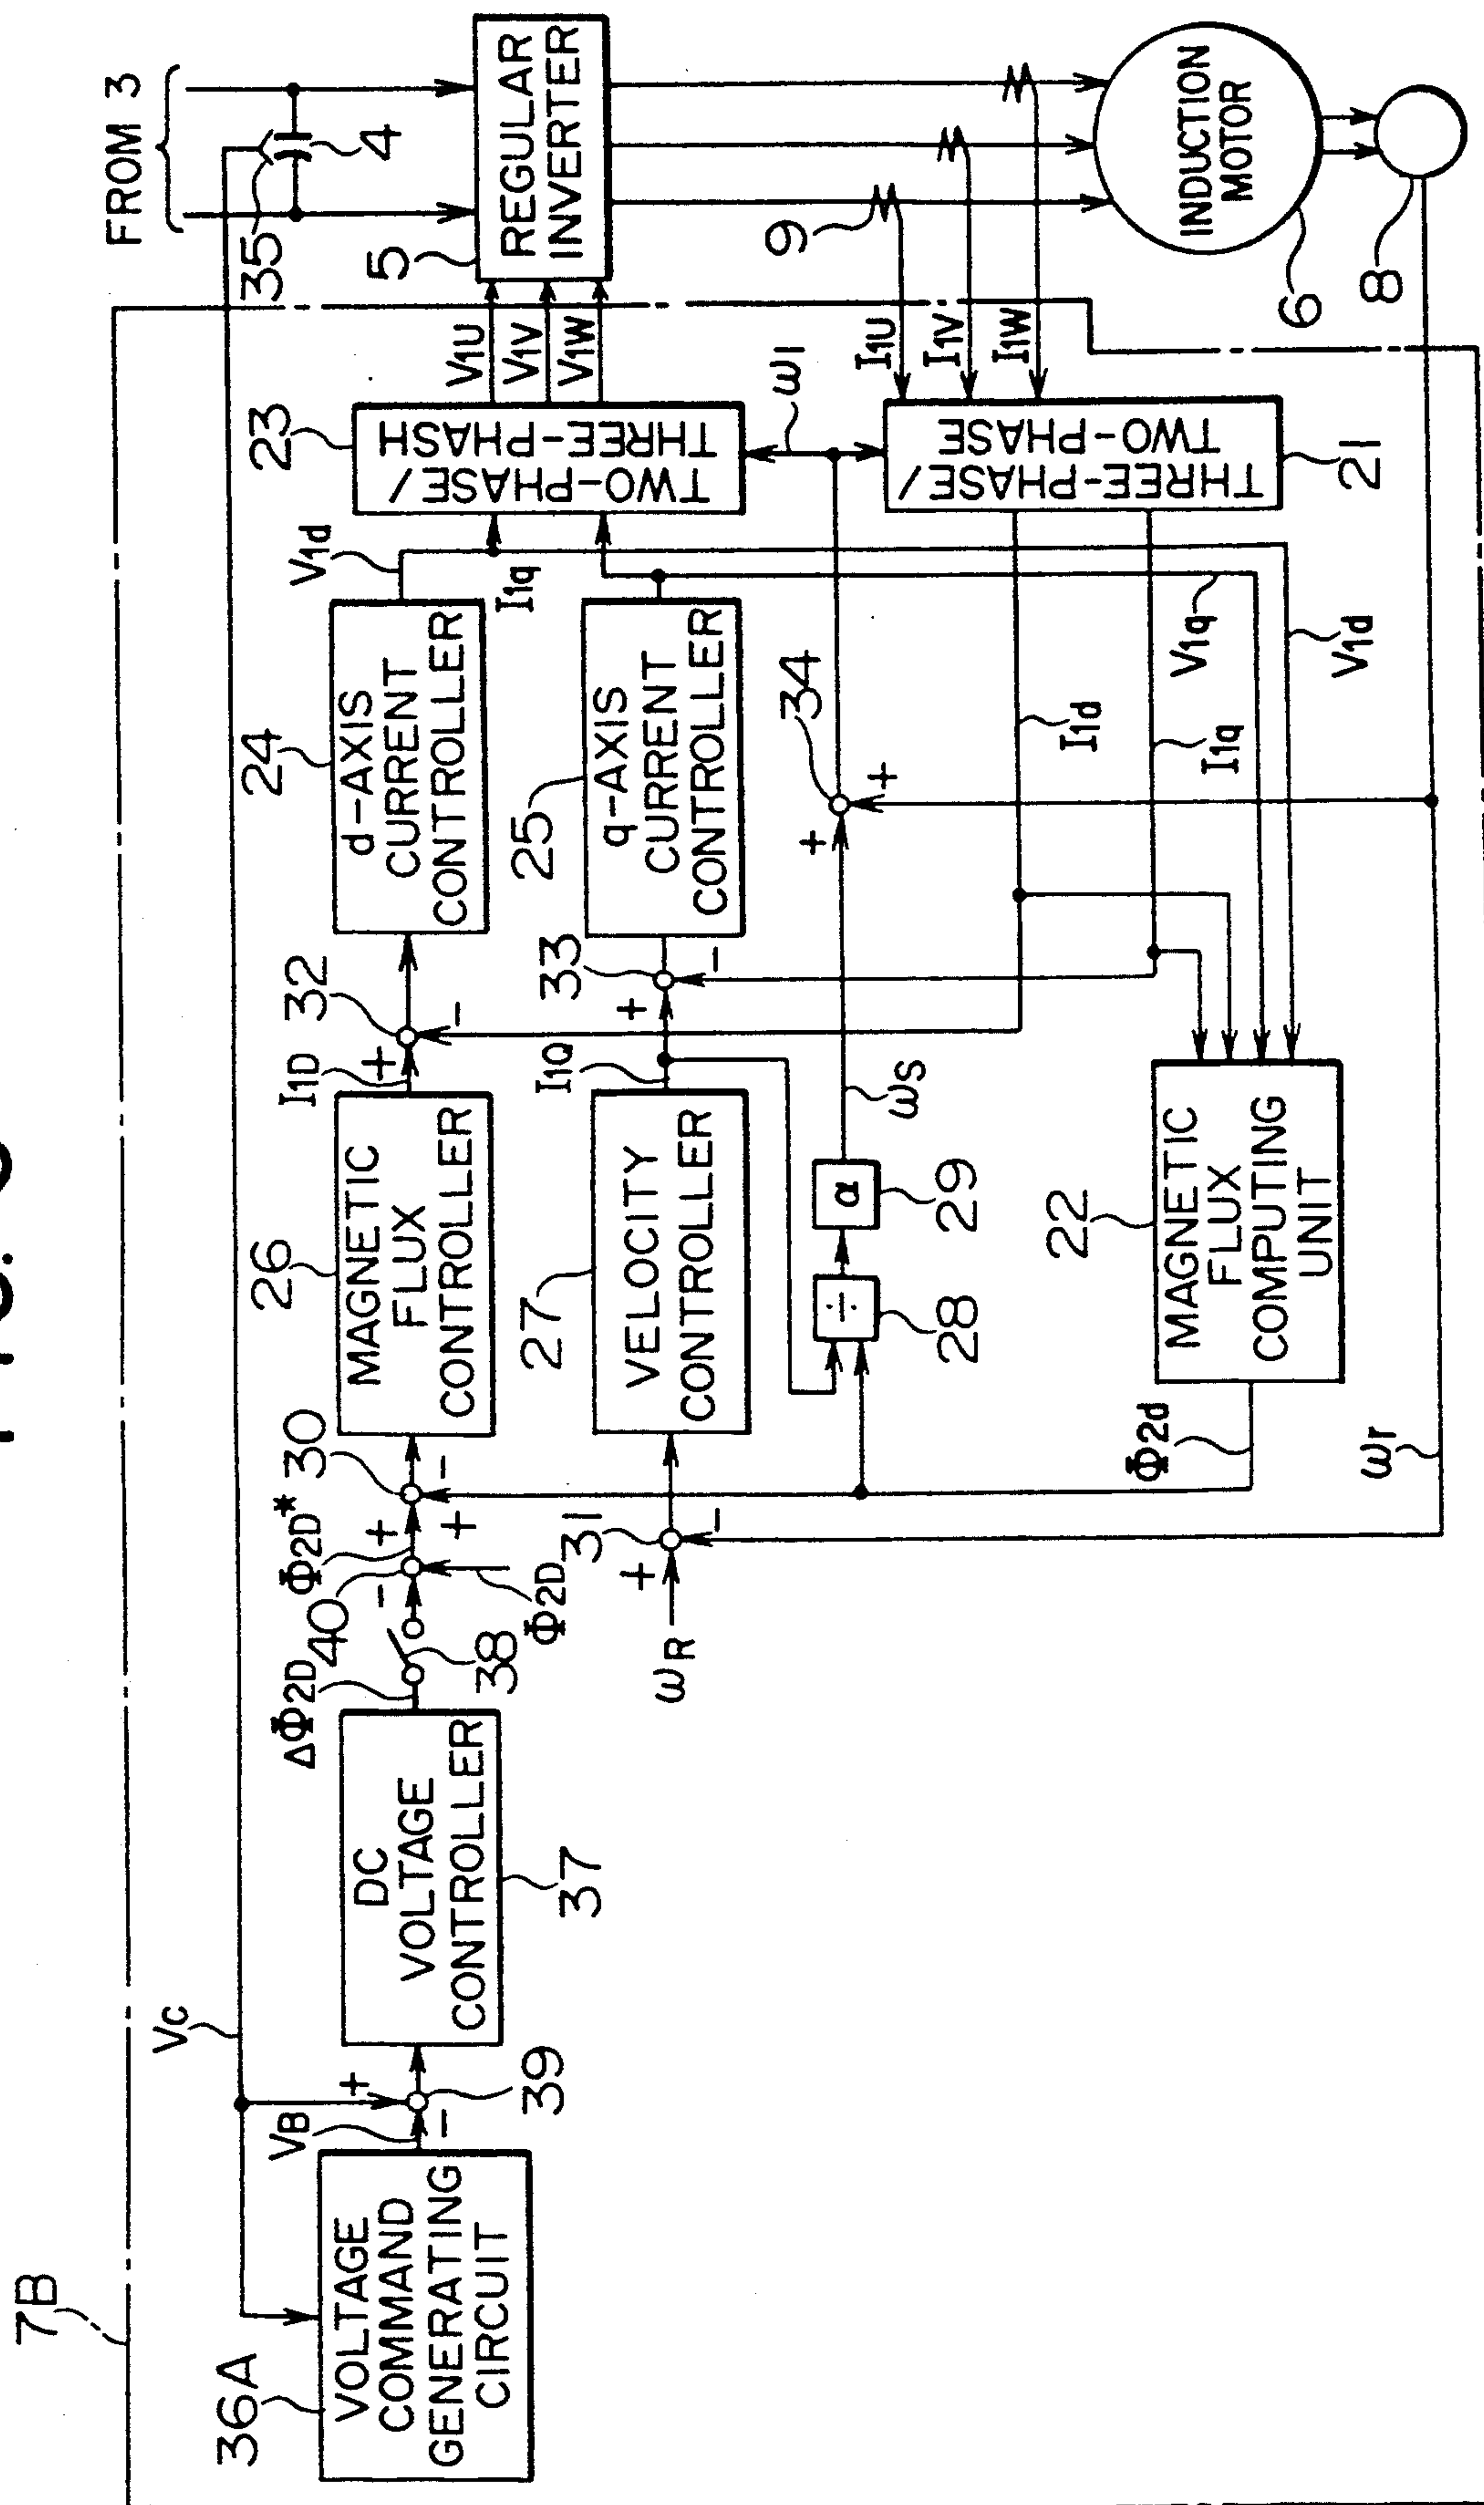 7B
FROM 3
VC
35
4
5
REGULAR
INVERTER
36A
VOLTAGE
COMMAND
GENERATING
CIRCUIT
VB
+
−
39
DC
VOLTAGE
CONTROLLER
37
ΔΦ2D
38
40
−
+
Φ2D
Φ2D*
+
−
30
26
MAGNETIC
FLUX
CONTROLLER
I1D
+
−
32
24
d-AXIS
CURRENT
CONTROLLER
V1d
I1q
23
TWO-PHASE/
THREE-PHASH
V1U
V1V
V1W
ωR
+
−
31
27
VELOCITY
CONTROLLER
I1Q
+
−
33
25
q-AXIS
CURRENT
CONTROLLER
÷
28
α
29
ωS
+
+
34
ω1
9
I1U
I1V
I1W
THREE-PHASE/
TWO-PHASE
21
I1d
I1q
V1q
V1d
22
MAGNETIC
FLUX
COMPUTING
UNIT
Φ2d
ωr
INDUCTION
MOTOR
6
8